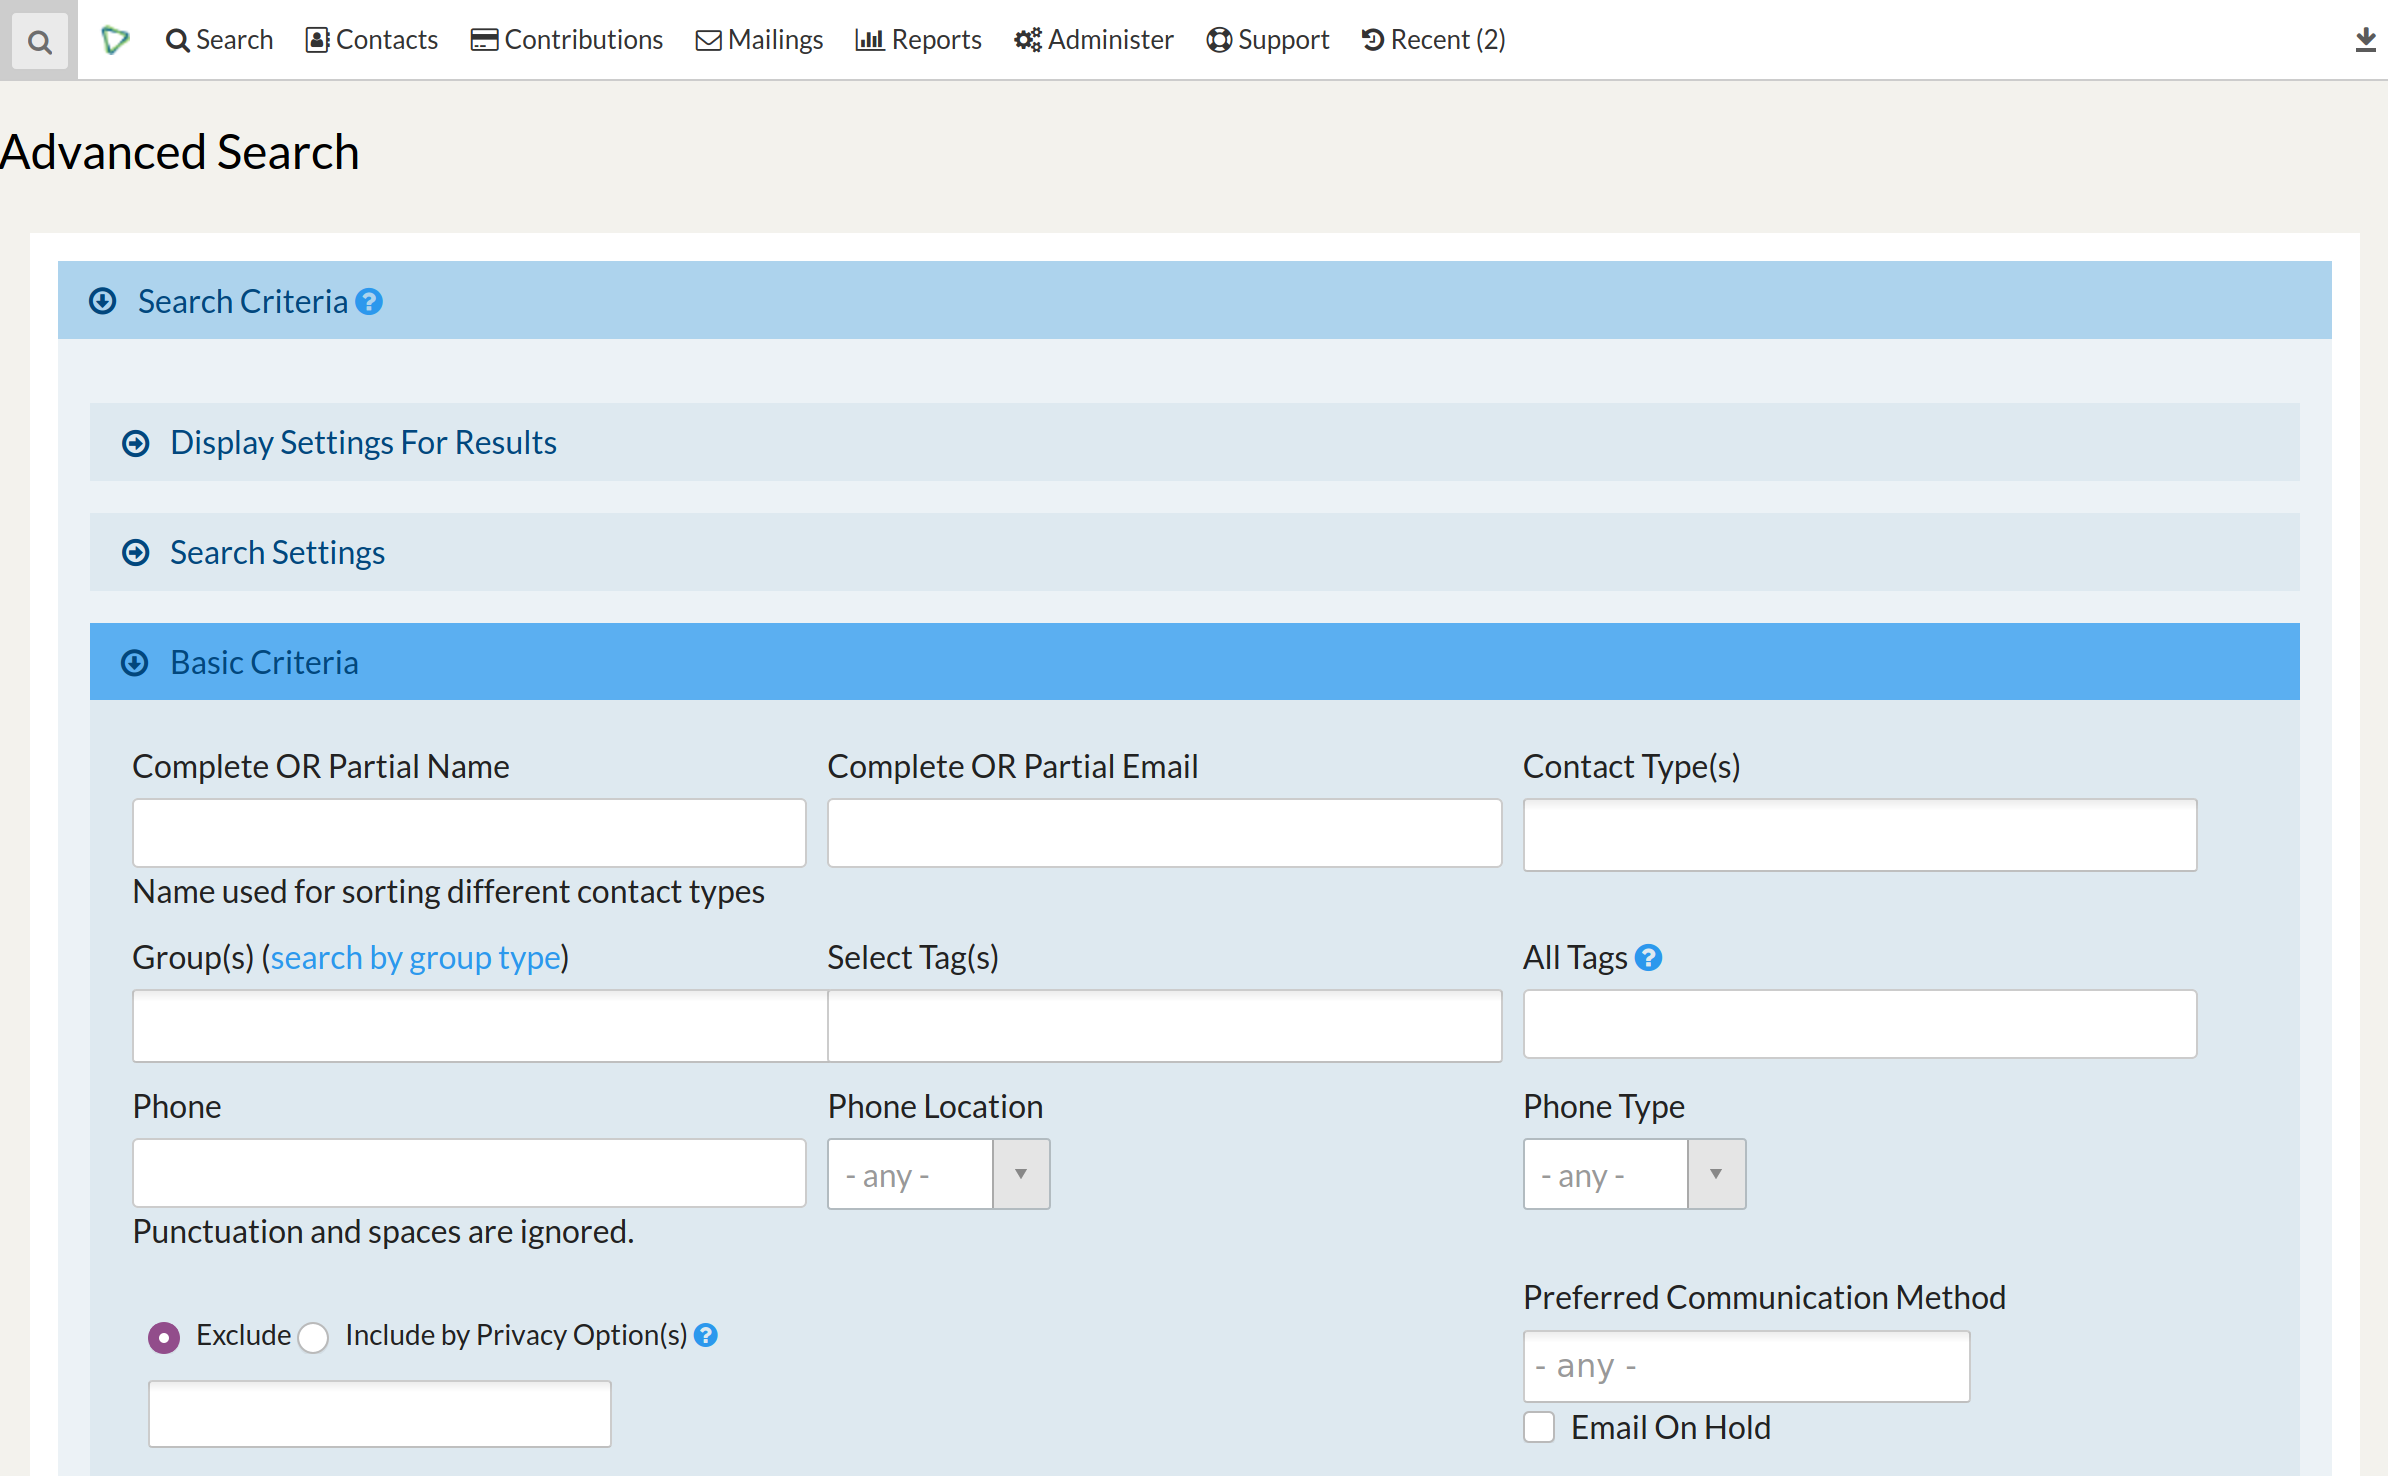 Search Contacts Contributions Mailings Reports Administer Support Recent (2)
Advanced Search
Search Criteria
Display Settings For Results
Search Settings
Basic Criteria
Complete OR Partial Name Complete OR Partial Email Contact Type(s)
Name used for sorting different contact types
Group(s) (search by group type) Select Tag(s) All Tags
Phone Phone Location Phone Type
- any - - any -
Punctuation and spaces are ignored.
Preferred Communication Method
Exclude Include by Privacy Option(s)
- any -
Email On Hold